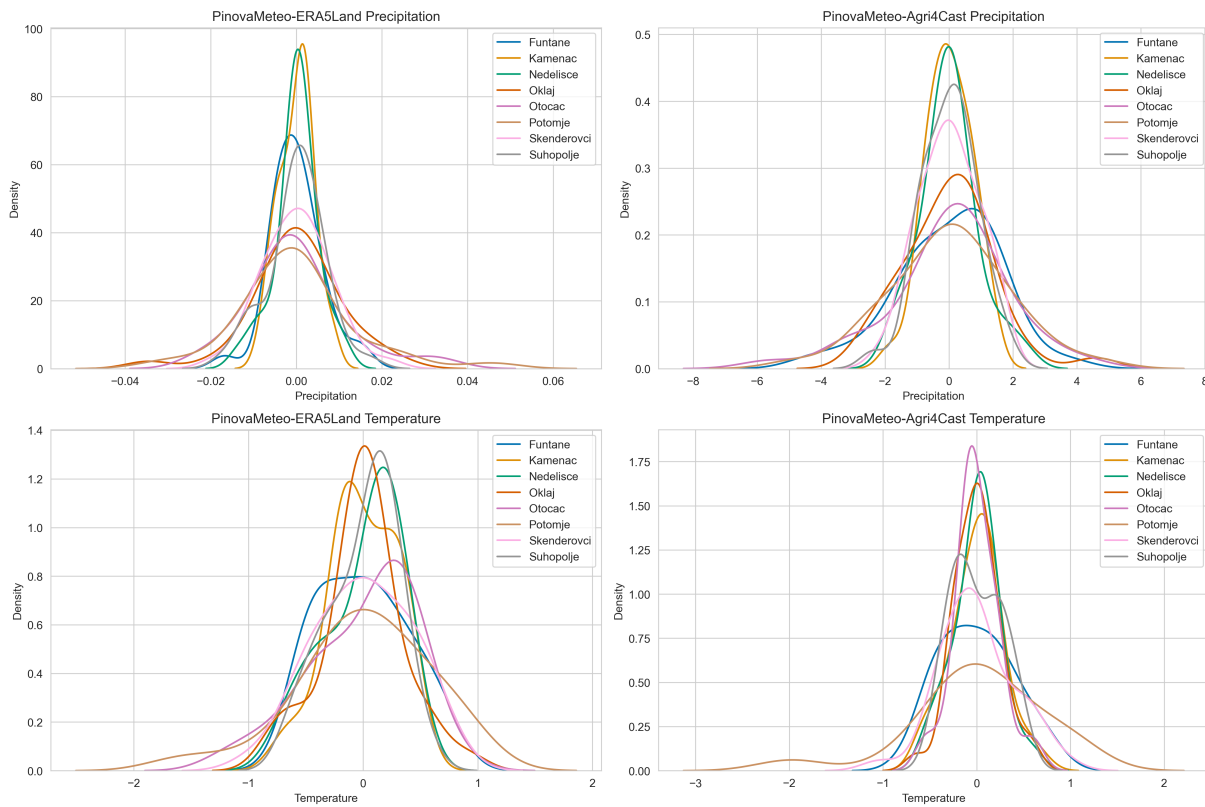 PinovaMeteo-ERA5Land Precipitation
100
80
60
40
20
0
Density
−0.04 −0.02 0.00 0.02 0.04 0.06
Precipitation
Funtane
Kamenac
Nedelisce
Oklaj
Otocac
Potomje
Skenderovci
Suhopolje
PinovaMeteo-Agri4Cast Precipitation
0.5
0.4
0.3
0.2
0.1
0.0
Density
−8 −6 −4 −2 0 2 4 6 8
Precipitation
Funtane
Kamenac
Nedelisce
Oklaj
Otocac
Potomje
Skenderovci
Suhopolje
PinovaMeteo-ERA5Land Temperature
1.4
1.2
1.0
0.8
0.6
0.4
0.2
0.0
Density
−2 −1 0 1 2
Temperature
Funtane
Kamenac
Nedelisce
Oklaj
Otocac
Potomje
Skenderovci
Suhopolje
PinovaMeteo-Agri4Cast Temperature
1.75
1.50
1.25
1.00
0.75
0.50
0.25
0.00
Density
−3 −2 −1 0 1 2
Temperature
Funtane
Kamenac
Nedelisce
Oklaj
Otocac
Potomje
Skenderovci
Suhopolje